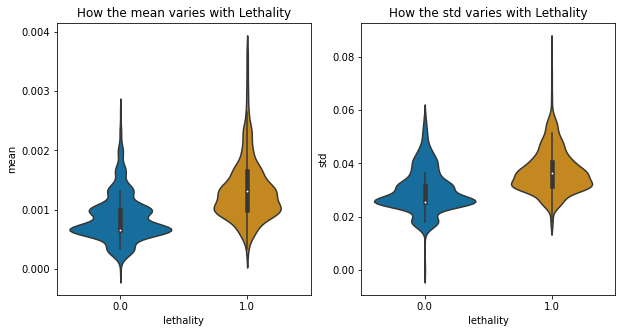 How the mean varies with Lethality
mean
0.004
0.003
0.002
0.001
0.000
0.0
1.0
lethality
How the std varies with Lethality
std
0.08
0.06
0.04
0.02
0.00
0.0
1.0
lethality